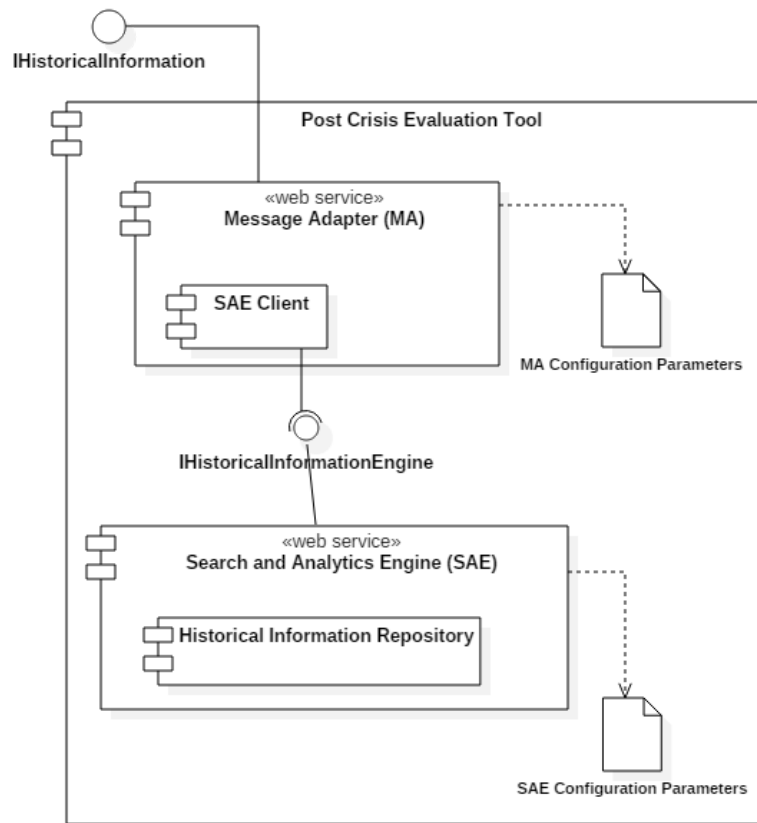 IHistoricalInformation
Post Crisis Evaluation Tool
«web service»
Message Adapter (MA)
SAE Client
MA Configuration Parameters
IHistoricalInformationEngine
«web service»
Search and Analytics Engine (SAE)
Historical Information Repository
SAE Configuration Parameters